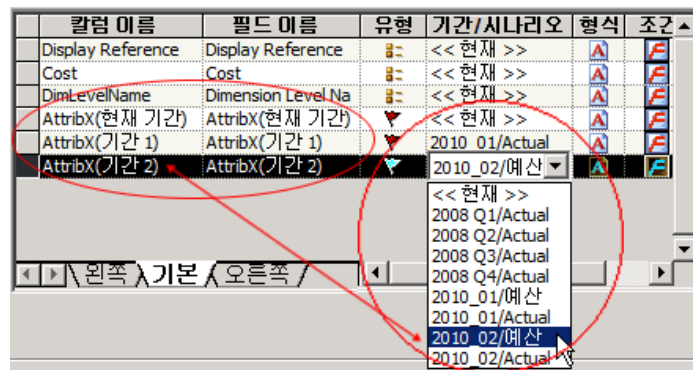 칼럼 이름 필드 이름 유형 기간/시나리오 형식 조건
Display Reference Display Reference << 현재 >>
Cost Cost << 현재 >>
DimLevelName Dimension Level Na << 현재 >>
AttribX(현재 기간) AttribX(현재 기간) << 현재 >>
AttribX(기간 1) AttribX(기간 1) 2010_01/Actual
AttribX(기간 2) AttribX(기간 2) 2010_02/예산
<< 현재 >>
2008 Q1/Actual
2008 Q2/Actual
2008 Q3/Actual
2008 Q4/Actual
2010_01/예산
2010_01/Actual
2010_02/예산
2010_02/Actual
왼쪽 기본 오른쪽